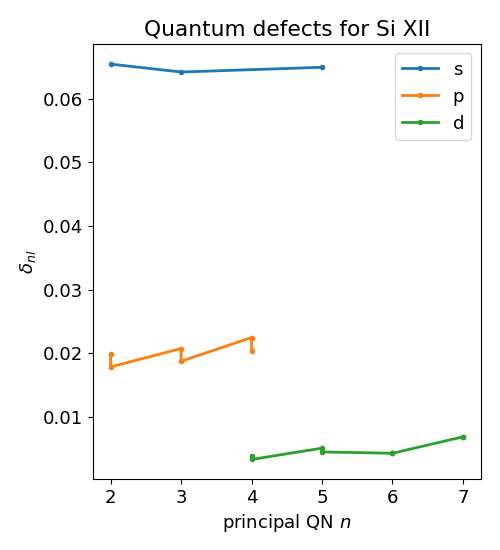 Quantum defects for Si XII
s
p
d
0.06
0.05
0.04
0.03
0.02
0.01
δnl
2 3 4 5 6 7
principal QN n